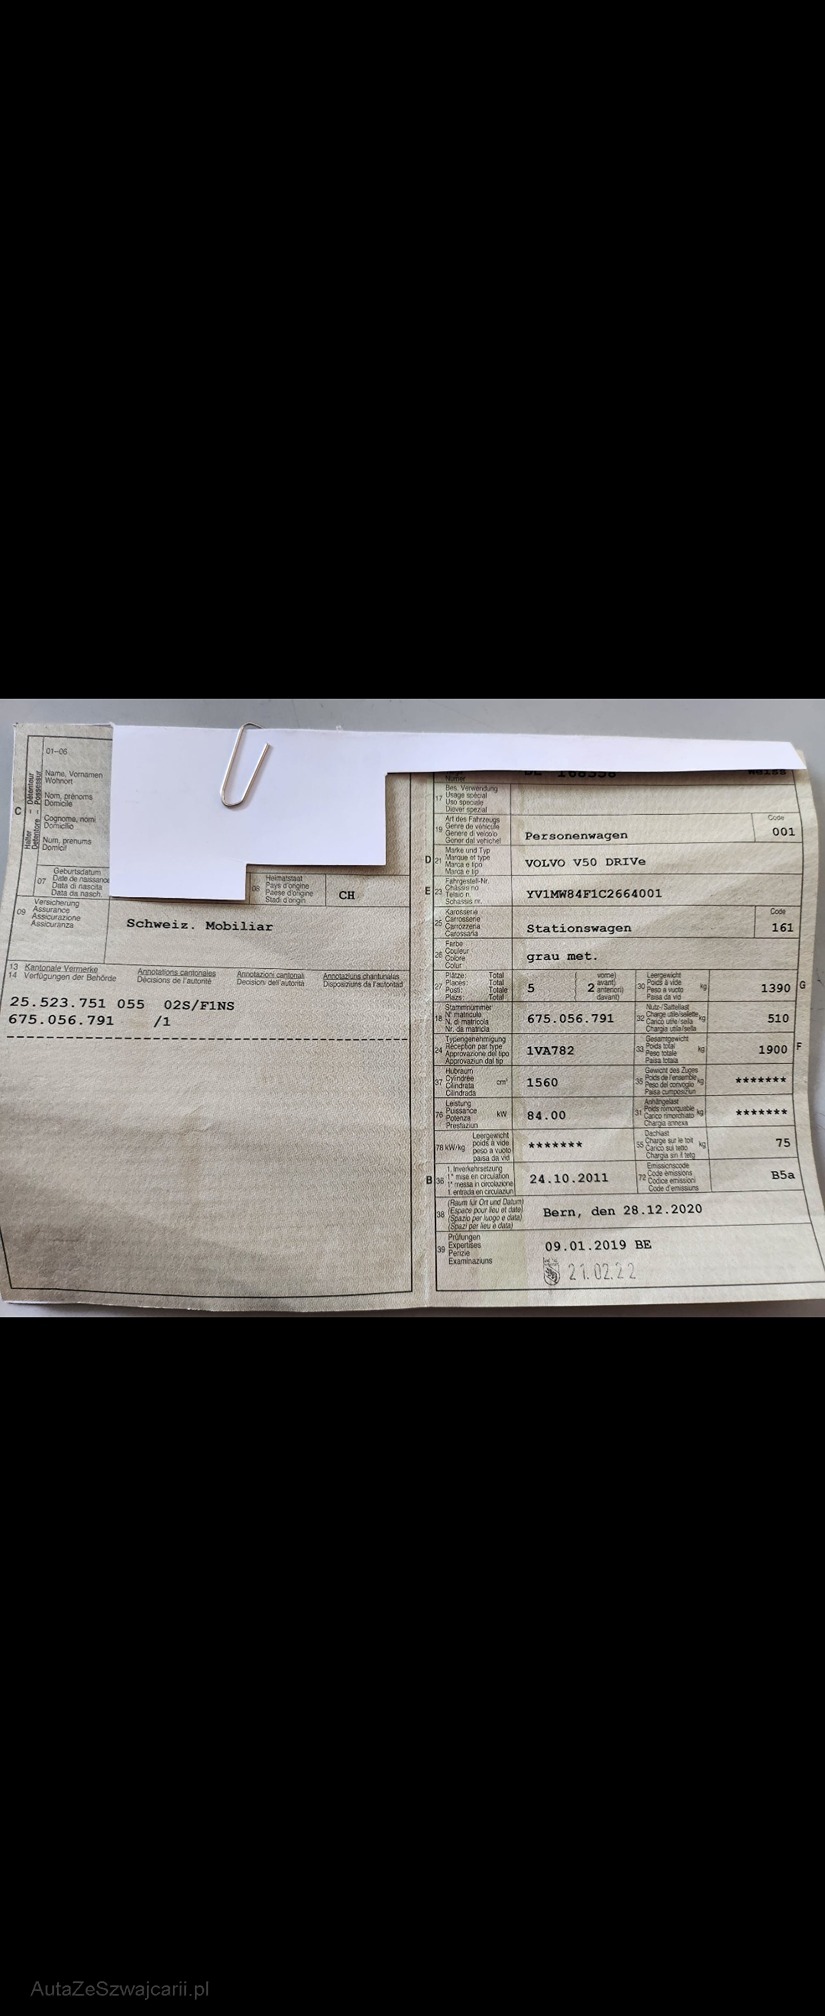 01-06
C
Halter Détenteur
Detentore Possessur
Name, Vornamen
Wohnort
Nom, prénoms
Domicile
Cognome, nomi
Domicilio
Num, prenums
Domicil
07
Geburtsdatum
Date de naissance
Data di nascita
Data da nasch.
08
Heimatstaat
Pays d'origine
Paese d'origine
Stadi d'origin
CH
09
Versicherung
Assurance
Assicurazione
Assicuranza
Schweiz. Mobiliar
13 Kantonale Vermerke
14 Verfügungen der Behörde
Annotations cantonales
Décisions de l'autorité
Annotazioni cantonali
Decisioni dell'autorità
Annotaziuns chantunalas
Disposiziuns da l'autoritad
25.523.751 055 02S/F1NS
675.056.791 /1
17
Bes. Verwendung
Usage spécial
Uso speciale
Diever spezial
19
Art des Fahrzeugs
Genre de véhicule
Genere di veicolo
Gener dal vehichel
Personenwagen
Code
001
D 21
Marke und Typ
Marque et type
Marca e tipo
Marca e tip
VOLVO V50 DRIVe
E 23
Fahrgestell-Nr.
Châssis no
Telaio n.
Schassis nr.
YV1MW84F1C2664001
25
Karosserie
Carrosserie
Carrozzeria
Carossaria
Stationswagen
Code
161
26
Farbe
Couleur
Colore
Colur
grau met.
27
Plätze: Total
Places: Total
Posti: Totale
Plazs: Total
5
2
vorne)
avant)
anteriori)
davant)
30
Leergewicht
Poids à vide
Peso a vuoto
Paisa da vid
kg
1390
G
18
Stammnummer
N° matricule
N. di matricola
Nr. da matricla
675.056.791
32
Nutz-/Sattellast
Charge utile/sellette
Carico utile/sella
Chargia utila/sella
kg
510
24
Typengenehmigung
Réception par type
Approvazione del tipo
Approvaziun dal tip
1VA782
33
Gesamtgewicht
Poids total
Peso totale
Paisa totala
kg
1900
F
37
Hubraum
Cylindrée
Cilindrata
Cilindrada
cm³
1560
35
Gewicht des Zuges
Poids de l'ensemble
Peso del convoglio
Paisa cumposiziun
kg
*******
76
Leistung
Puissance
Potenza
Prestaziun
kW
84.00
31
Anhängelast
Poids remorquable
Carico rimorchiato
Chargia annexa
kg
*******
78 kW/kg
Leergewicht
poids à vide
peso a vuoto
paisa da vid
*******
55
Dachlast
Charge sur le toit
Carico sul tetto
Chargia sin il tetg
kg
75
B 36
1. Inverkehrsetzung
1re mise en circulation
1a messa in circolazione
1. entrada en circulaziun
24.10.2011
72
Emissionscode
Code émissions
Codice emissioni
Code d'emissiuns
B5a
38
(Raum für Ort und Datum)
(Espace pour lieu et date)
(Spazio per luogo e data)
(Spazi per lieu e data)
Bern, den 28.12.2020
39
Prüfungen
Expertises
Perizie
Examinaziuns
09.01.2019 BE
21.02.22
AutaZeSzwajcarii.pl